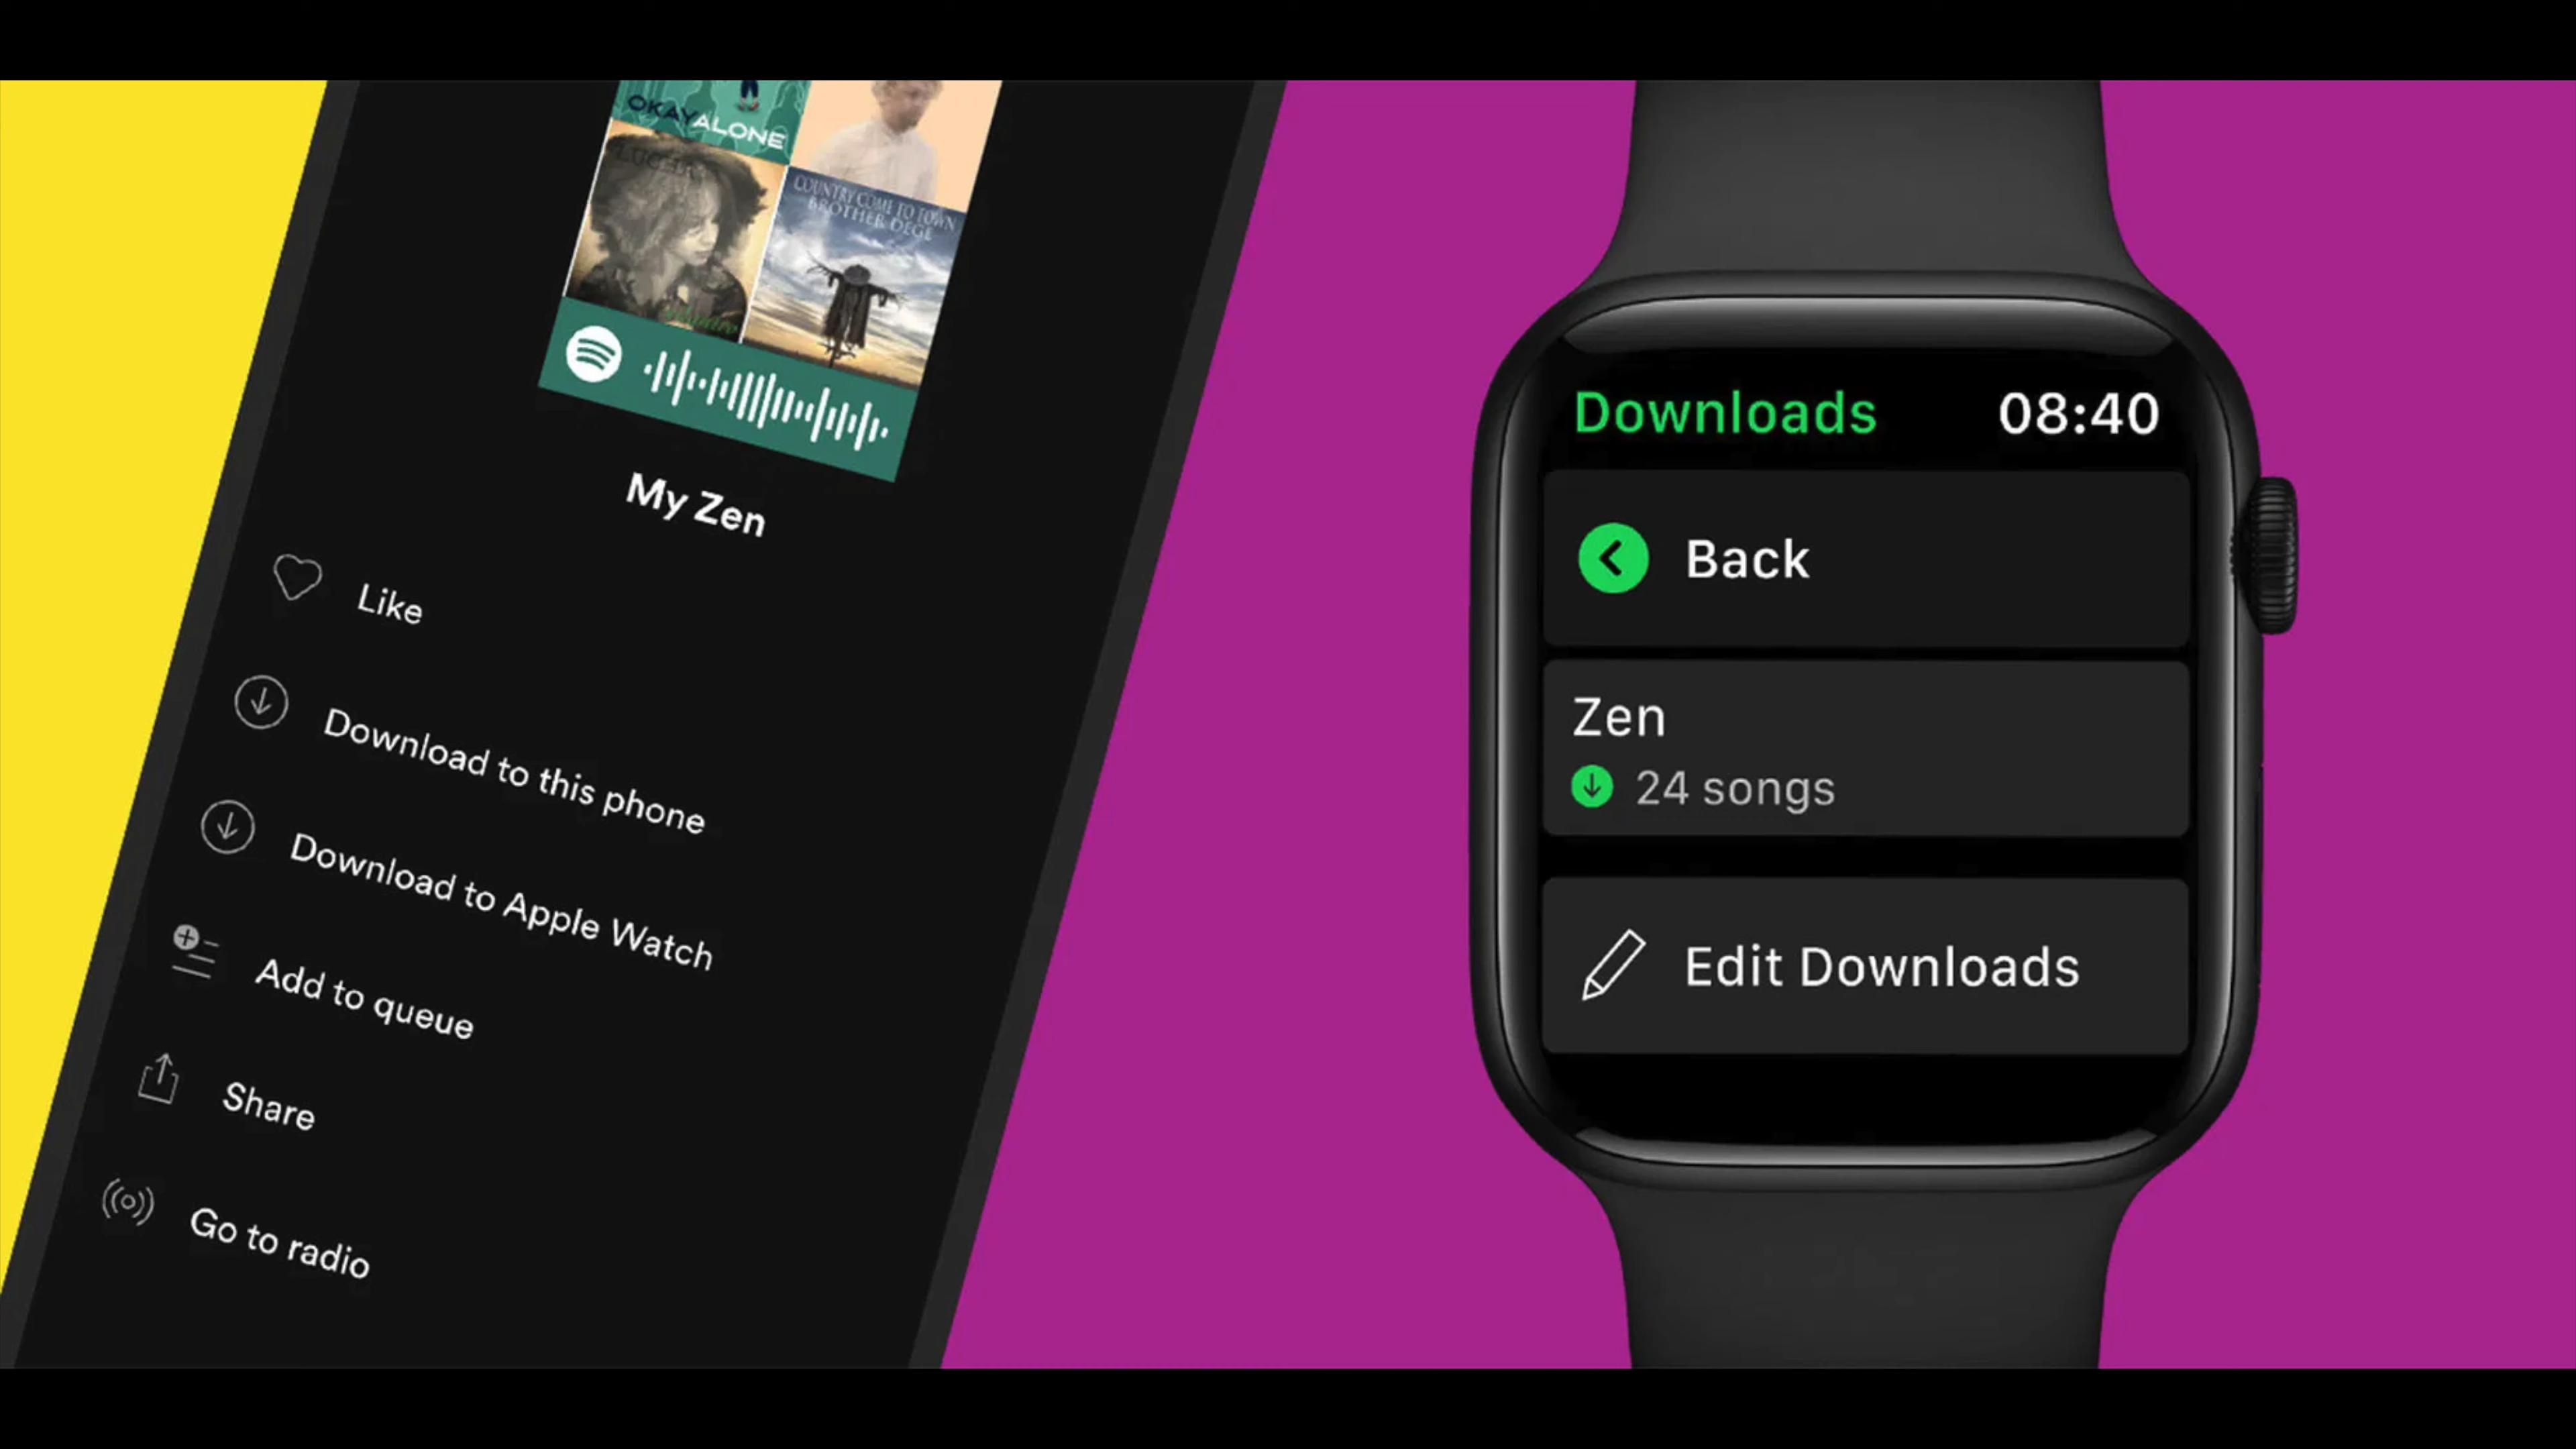 OKAY ALONE
COUNTRY COME TO TOWN
BROTHER DEGE
My Zen
Like
Download to this phone
Download to Apple Watch
Add to queue
Share
Go to radio
Downloads 08:40
Back
Zen
24 songs
Edit Downloads